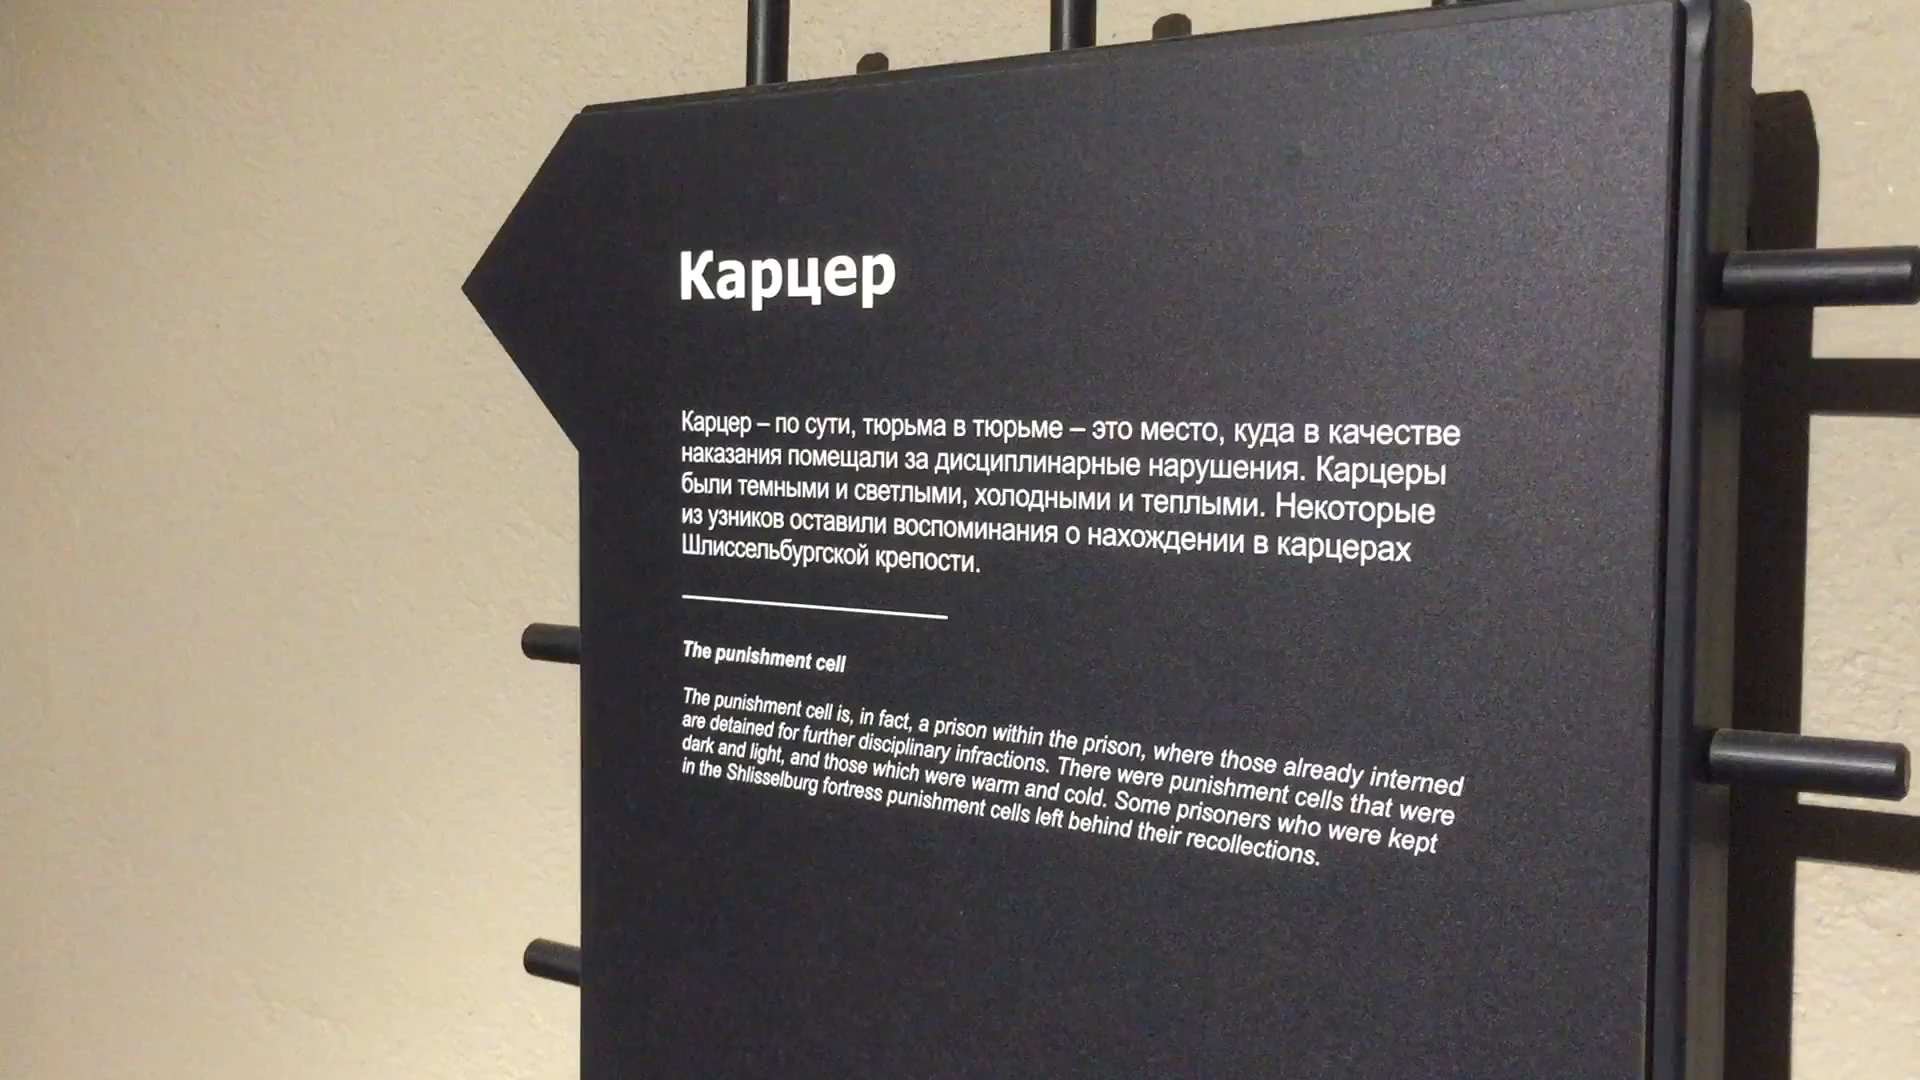 Карцер
Карцер – по сути, тюрьма в тюрьме – это место, куда в качестве
наказания помещали за дисциплинарные нарушения. Карцеры
были темными и светлыми, холодными и теплыми. Некоторые
из узников оставили воспоминания о нахождении в карцерах
Шлиссельбургской крепости.
The punishment cell
The punishment cell is, in fact, a prison within the prison, where those already interned
are detained for further disciplinary infractions. There were punishment cells that were
dark and light, and those which were warm and cold. Some prisoners who were kept
in the Shlisselburg fortress punishment cells left behind their recollections.